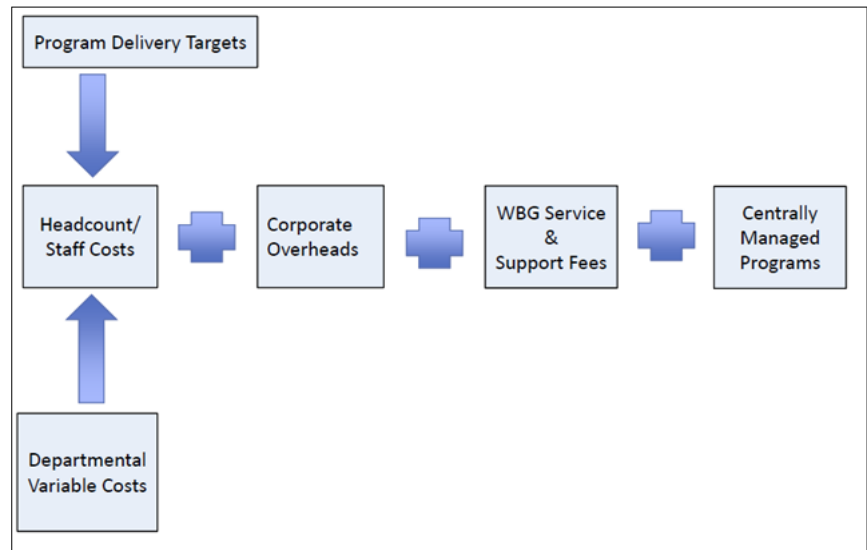 Program Delivery Targets
Headcount/
Staff Costs
Corporate
Overheads
WBG Service
&
Support Fees
Centrally
Managed
Programs
Departmental
Variable Costs